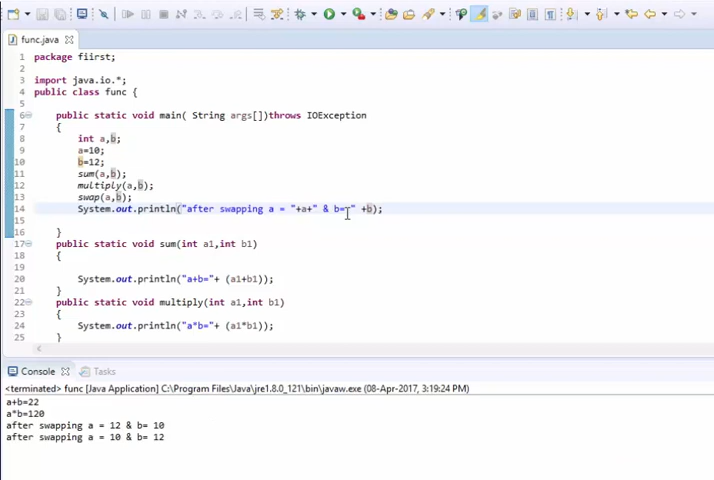 func.java
1 package fiirst;
2
3 import java.io.*;
4 public class func {
5
6 public static void main( String args[])throws IOException
7 {
8 int a,b;
9 a=10;
10 b=12;
11 sum(a,b);
12 multiply(a,b);
13 swap(a,b);
14 System.out.println("after swapping a = "+a+" & b= " +b);
15
16 }
17 public static void sum(int a1,int b1)
18 {
19
20 System.out.println("a+b="+ (a1+b1));
21 }
22 public static void multiply(int a1,int b1)
23 {
24 System.out.println("a*b="+ (a1*b1));
25 }
Console Tasks
<terminated> func [Java Application] C:\Program Files\Java\jre1.8.0_121\bin\javaw.exe (08-Apr-2017, 3:19:24 PM)
a+b=22
a*b=120
after swapping a = 12 & b= 10
after swapping a = 10 & b= 12